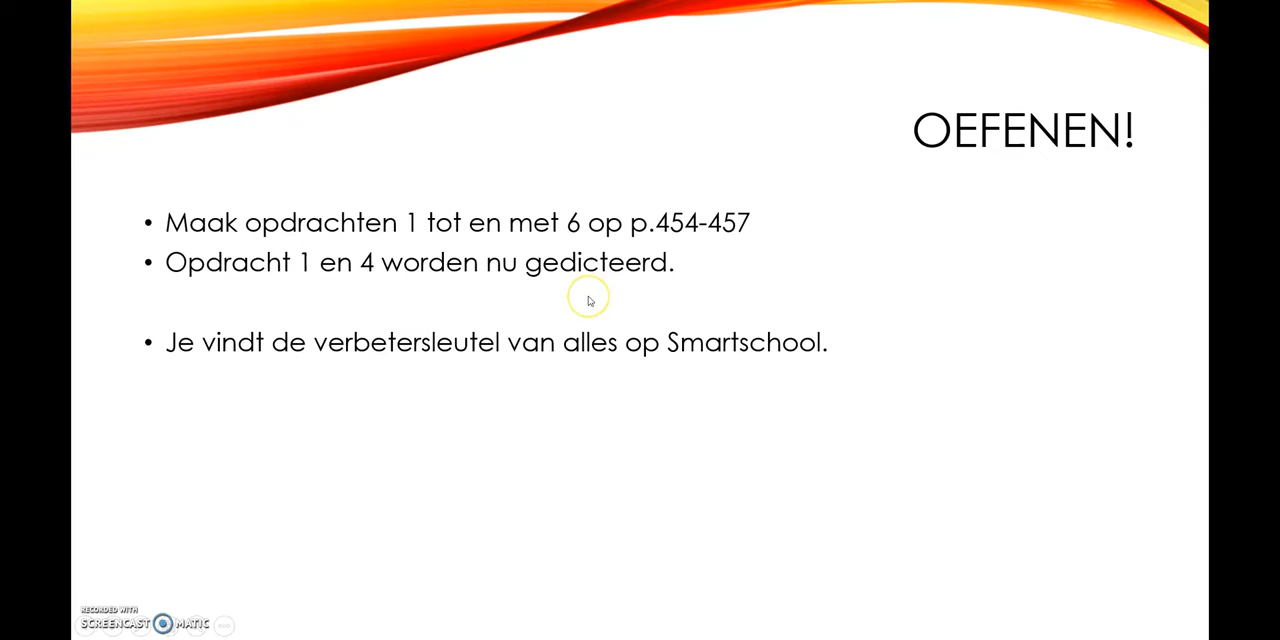 OEFENEN!
• Maak opdrachten 1 tot en met 6 op p.454-457
• Opdracht 1 en 4 worden nu gedicteerd.
• Je vindt de verbetersleutel van alles op Smartschool.
RECORDED WITH
SCREENCAST MATIC